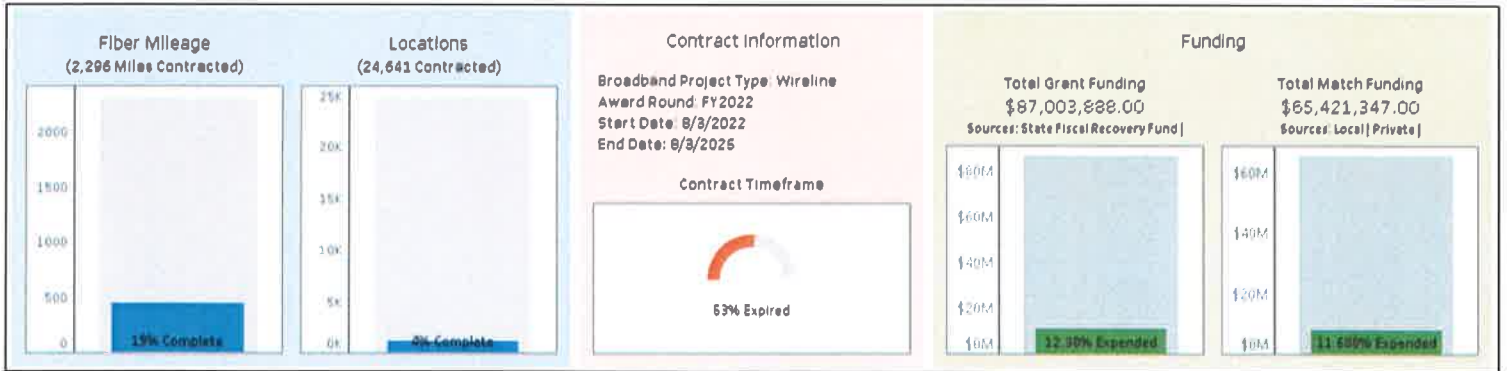 Fiber Mileage
(2,296 Miles Contracted)
2000
1500
1000
500
0
19% Complete
Locations
(24,641 Contracted)
25K
20K
15K
10K
5K
0K
4% Complete
Contract Information
Broadband Project Type: Wireline
Award Round: FY2022
Start Date: 8/3/2022
End Date: 8/3/2025
Contract Timeframe
53% Expired
Funding
Total Grant Funding
$87,003,888.00
Sources: State Fiscal Recovery Fund |
$80M
$60M
$40M
$20M
$0M
12.30% Expended
Total Match Funding
$65,421,347.00
Sources: Local | Private |
$60M
$40M
$20M
$0M
Expended